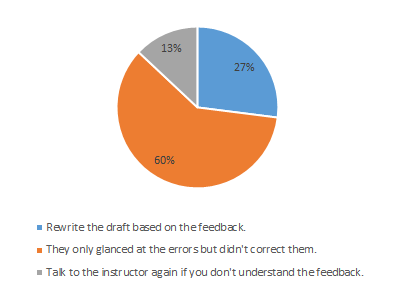 13%
27%
60%
Rewrite the draft based on the feedback.
They only glanced at the errors but didn't correct them.
Talk to the instructor again if you don't understand the feedback.